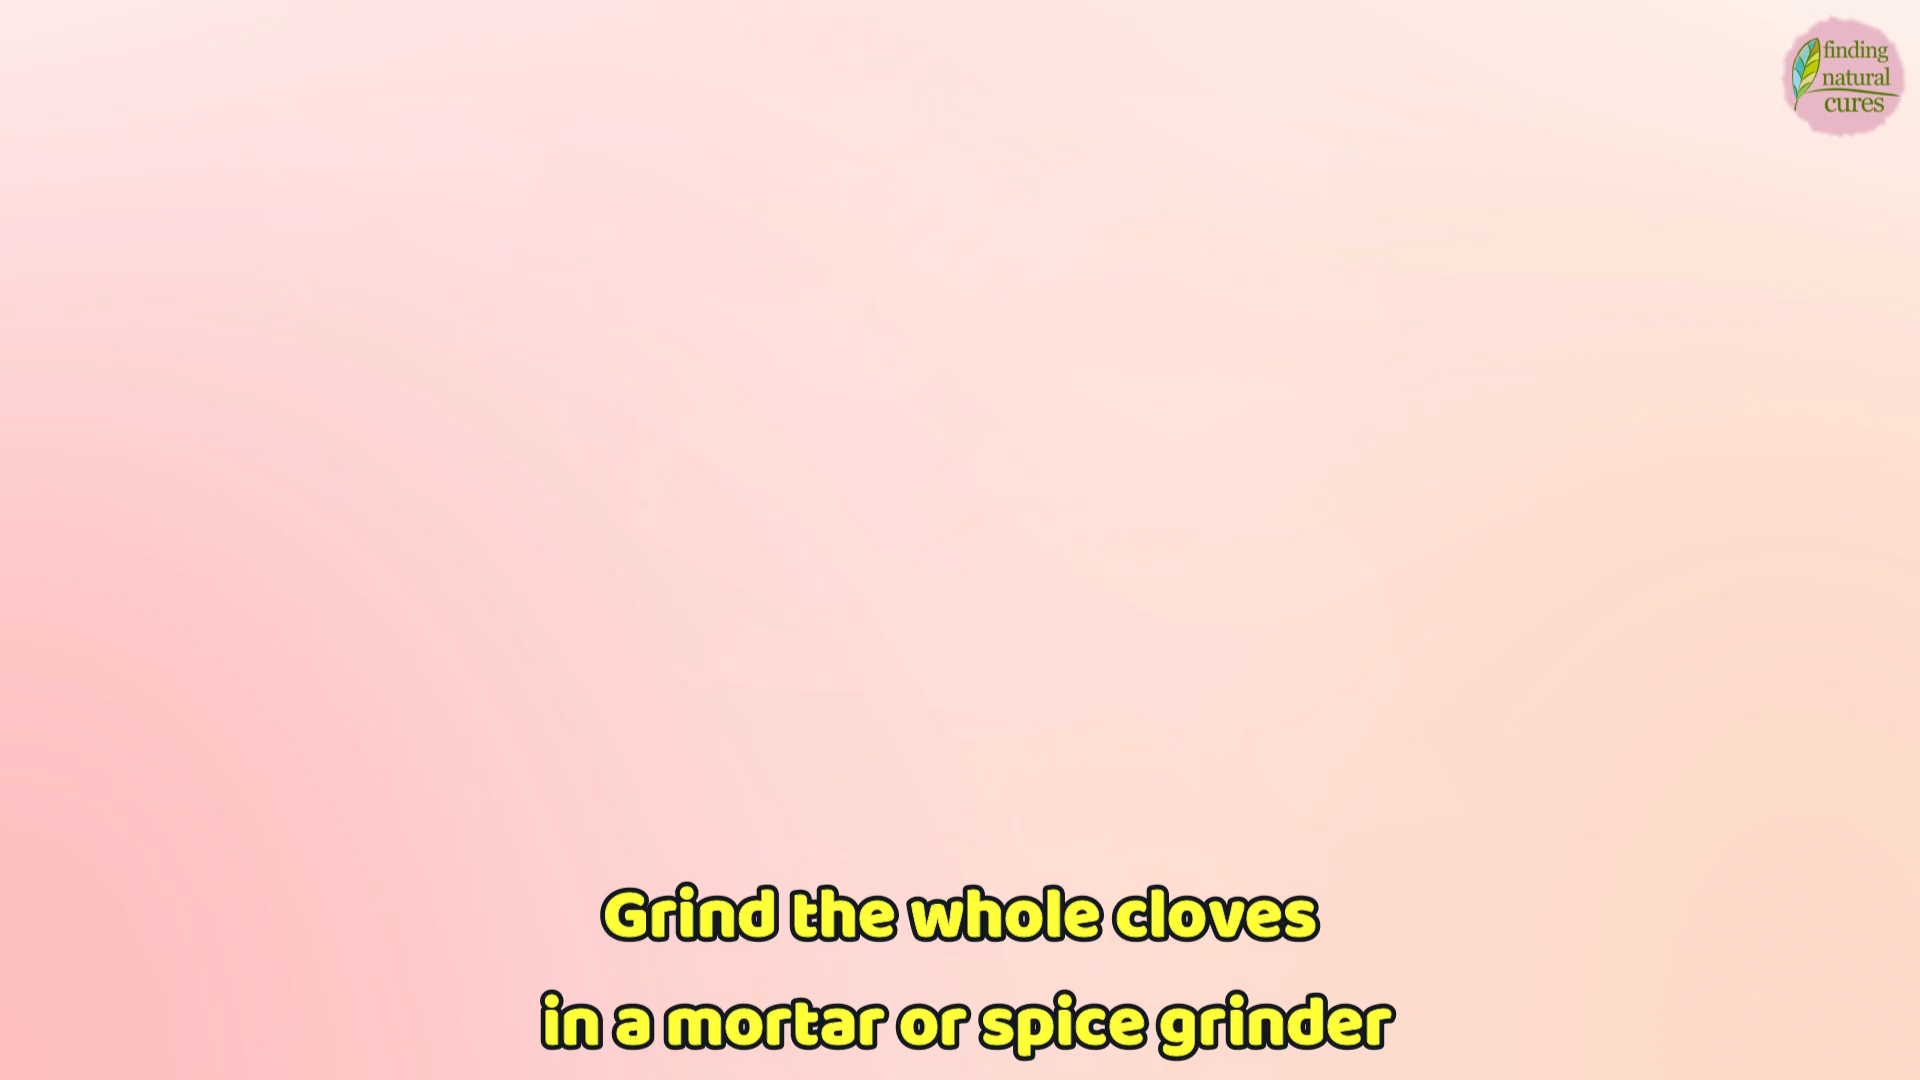 finding
natural
cures
Grind the whole cloves
in a mortar or spice grinder